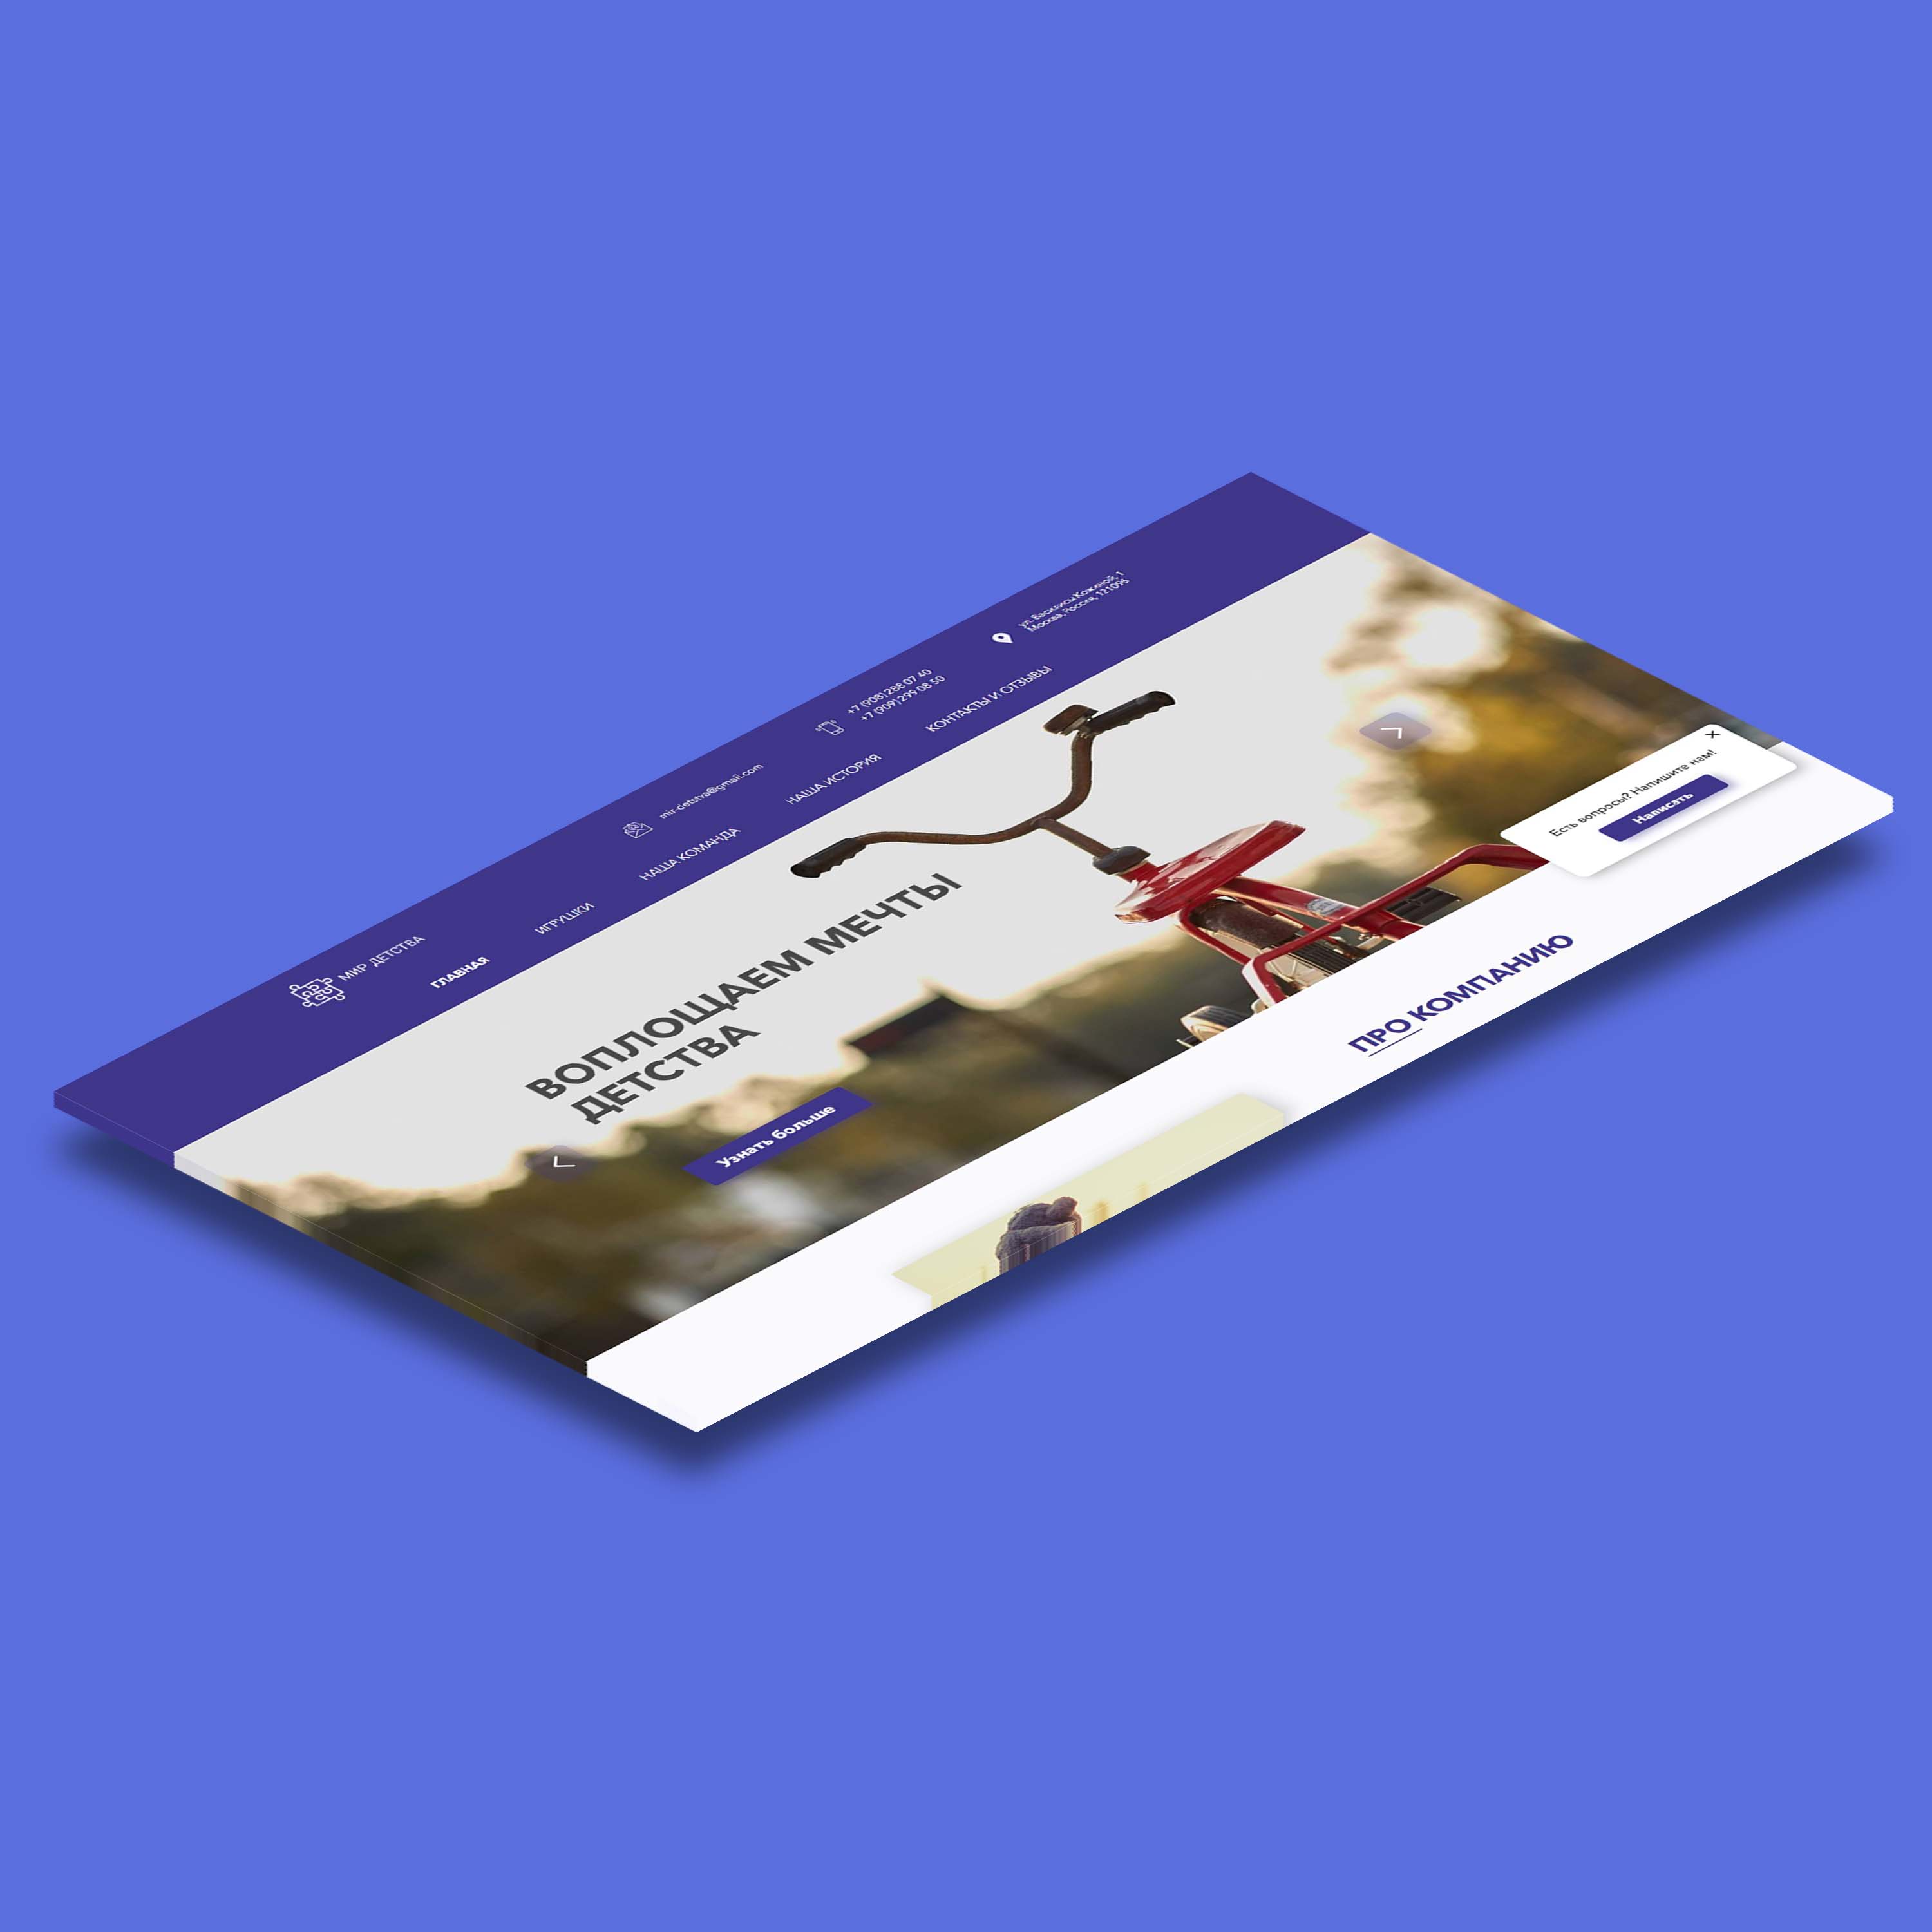 МИР ДЕТСТВА
mir-detstva@gmail.com
+7 (908) 288 07 40
+7 (909) 299 08 50
ул. Василисы Кожиной, 1
Москва, Россия, 121096
ГЛАВНАЯ
ИГРУШКИ
НАША КОМАНДА
НАША ИСТОРИЯ
КОНТАКТЫ И ОТЗЫВЫ
ВОПЛОЩАЕМ МЕЧТЫ
ДЕТСТВА
Узнать больше
Есть вопросы? Напишите нам!
Написать
ПРО КОМПАНИЮ